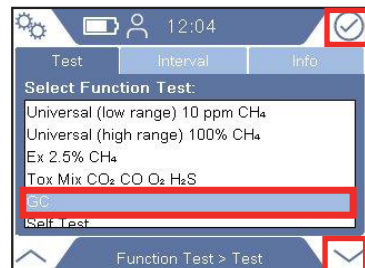 12:04
Test Interval Info
Select Function Test:
Universal (low range) 10 ppm CH₄
Universal (high range) 100% CH₄
Ex 2.5% CH₄
Tox Mix CO₂ CO O₂ H₂S
GC
Self Test
Function Test > Test